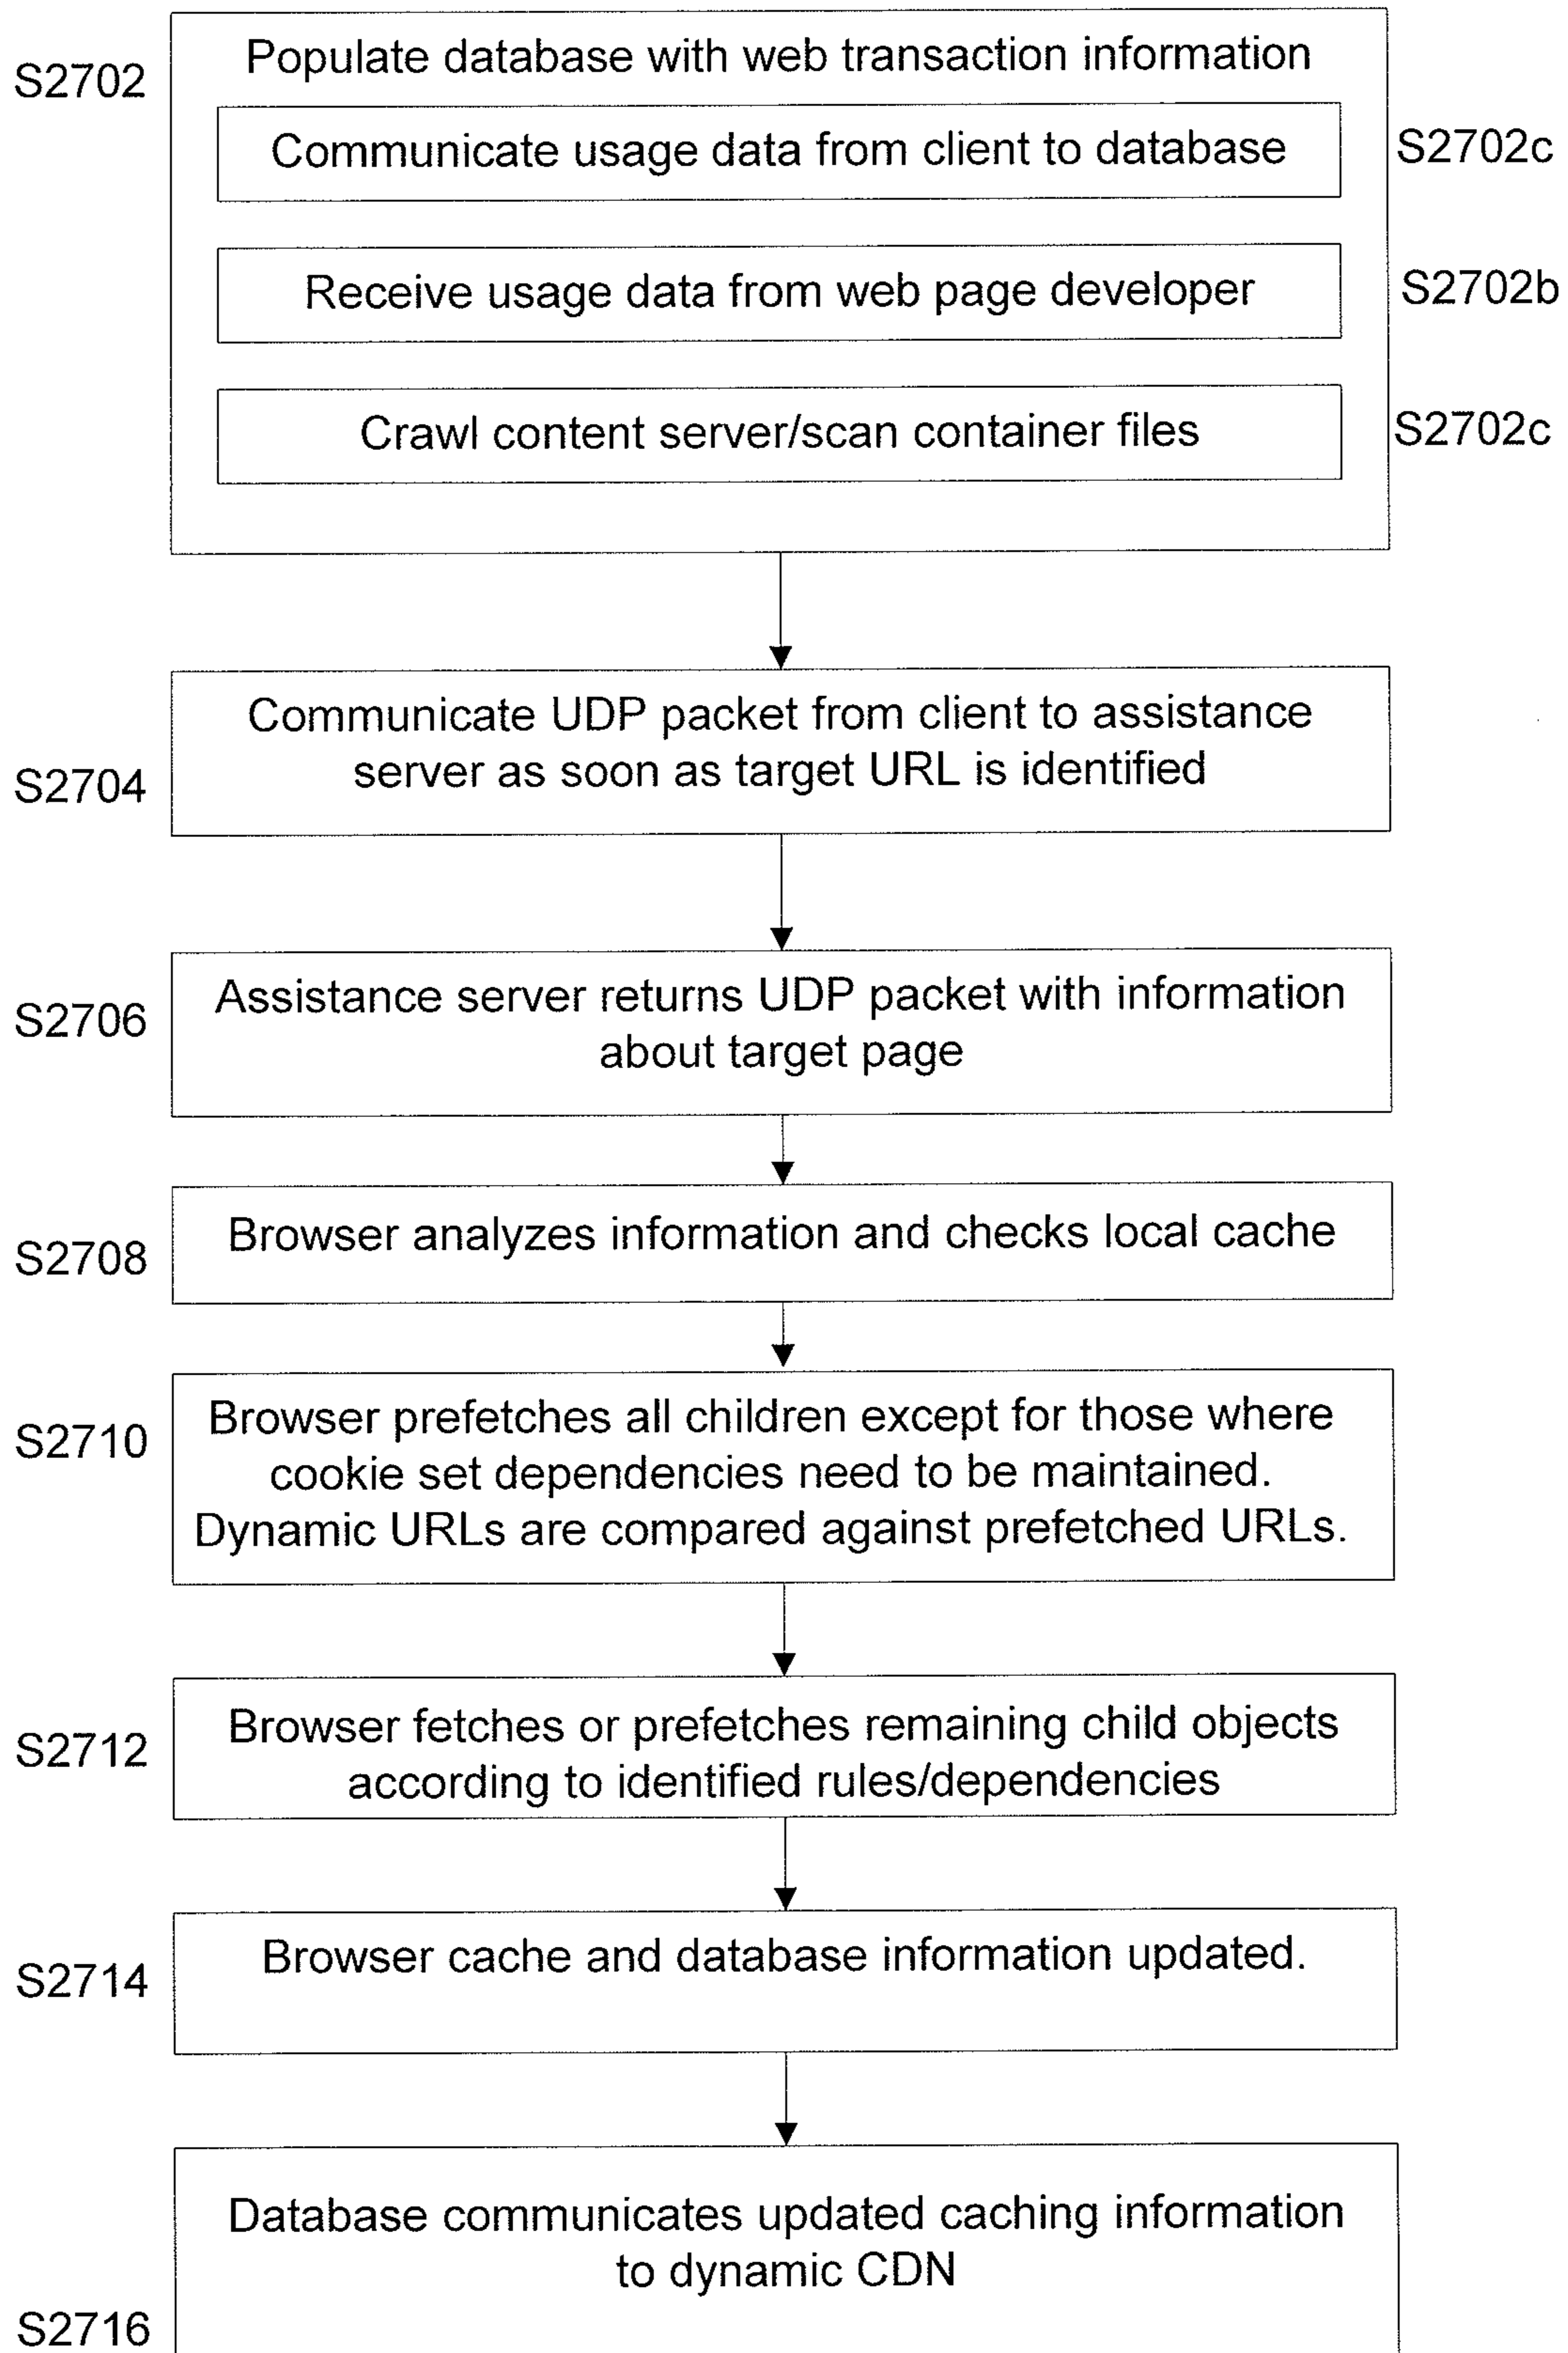 Populate database with web transaction information
S2702
Communicate usage data from client to database
S2702c
Receive usage data from web page developer
S2702b
Crawl content server/scan container files
S2702c
Communicate UDP packet from client to assistance
server as soon as target URL is identified
S2704
Assistance server returns UDP packet with information
about target page
S2706
Browser analyzes information and checks local cache
S2708
Browser prefetches all children except for those where
cookie set dependencies need to be maintained.
Dynamic URLs are compared against prefetched URLs.
S2710
Browser fetches or prefetches remaining child objects
according to identified rules/dependencies
S2712
Browser cache and database information updated.
S2714
Database communicates updated caching information
to dynamic CDN
S2716